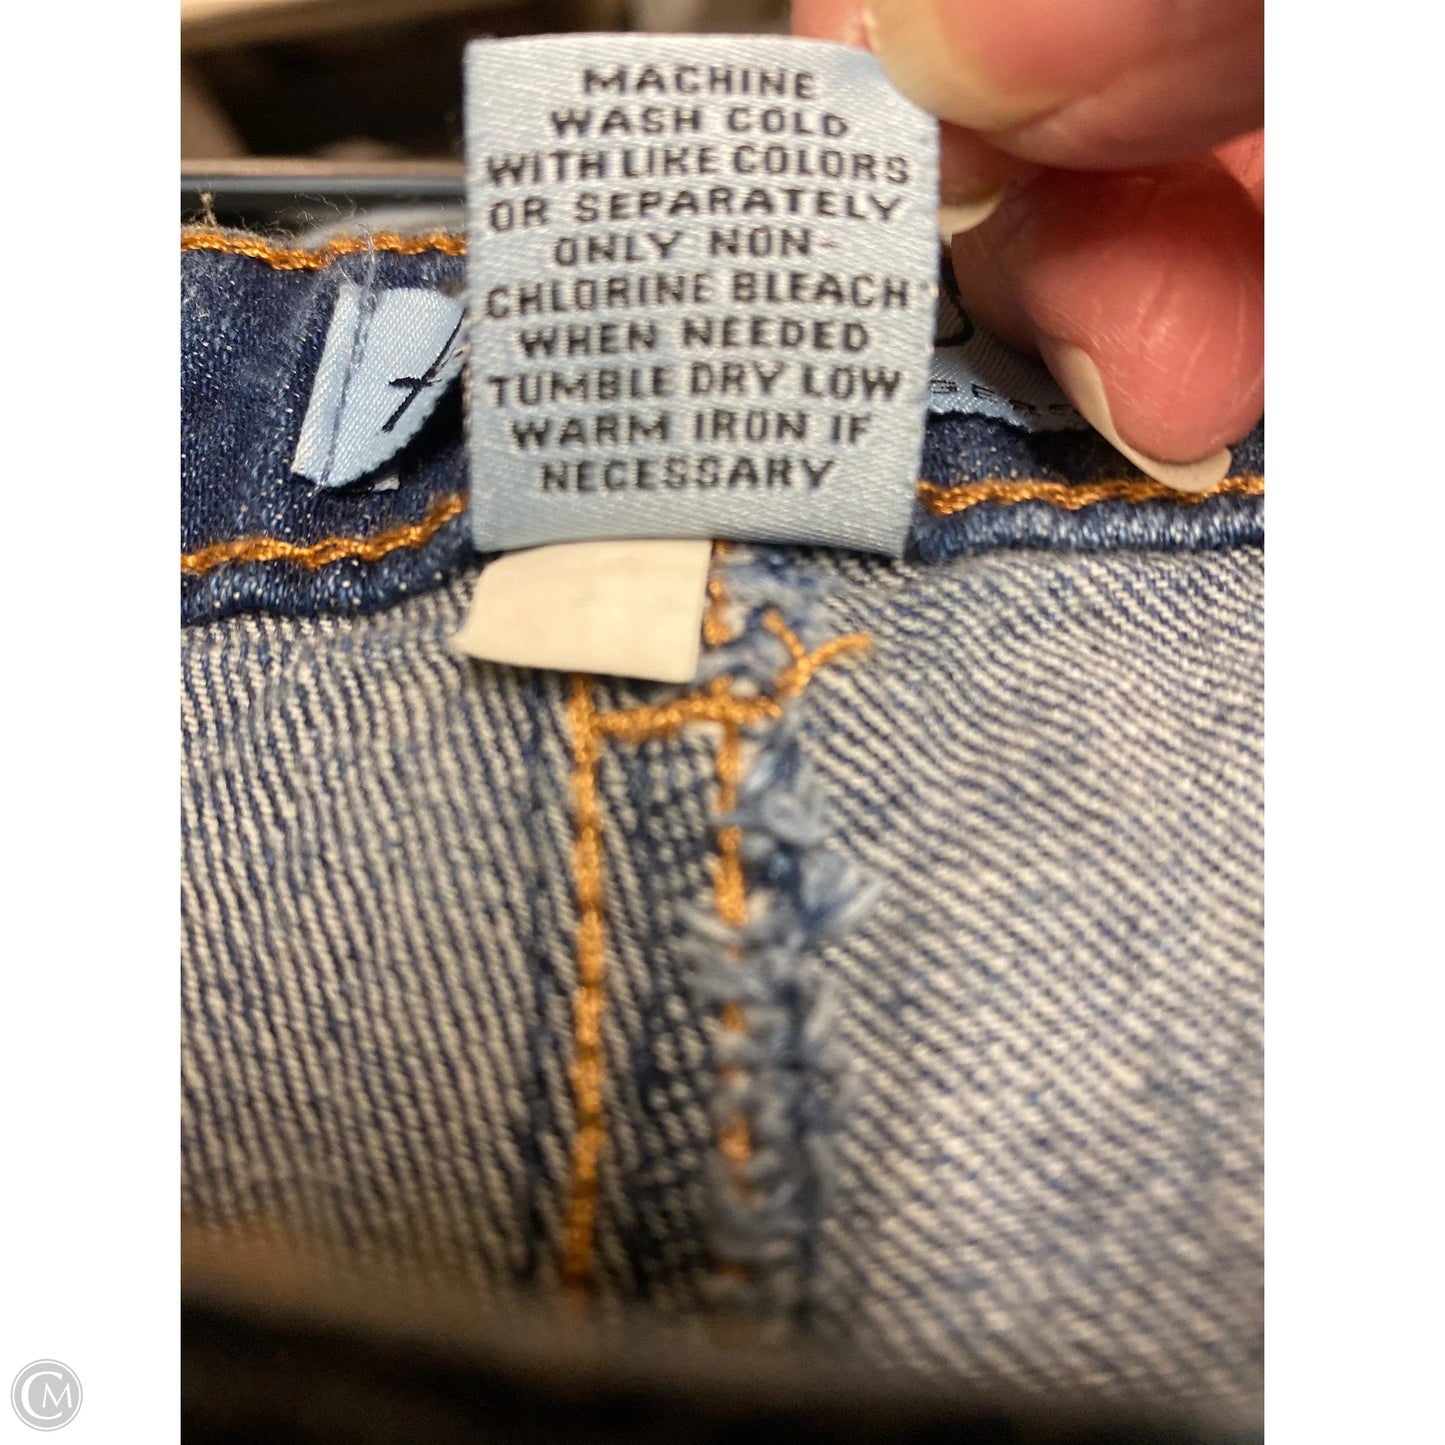 MACHINE
WASH COLD
WITH LIKE COLORS
OR SEPARATELY
ONLY NON-
CHLORINE BLEACH
WHEN NEEDED
TUMBLE DRY LOW
WARM IRON IF
NECESSARY
CM